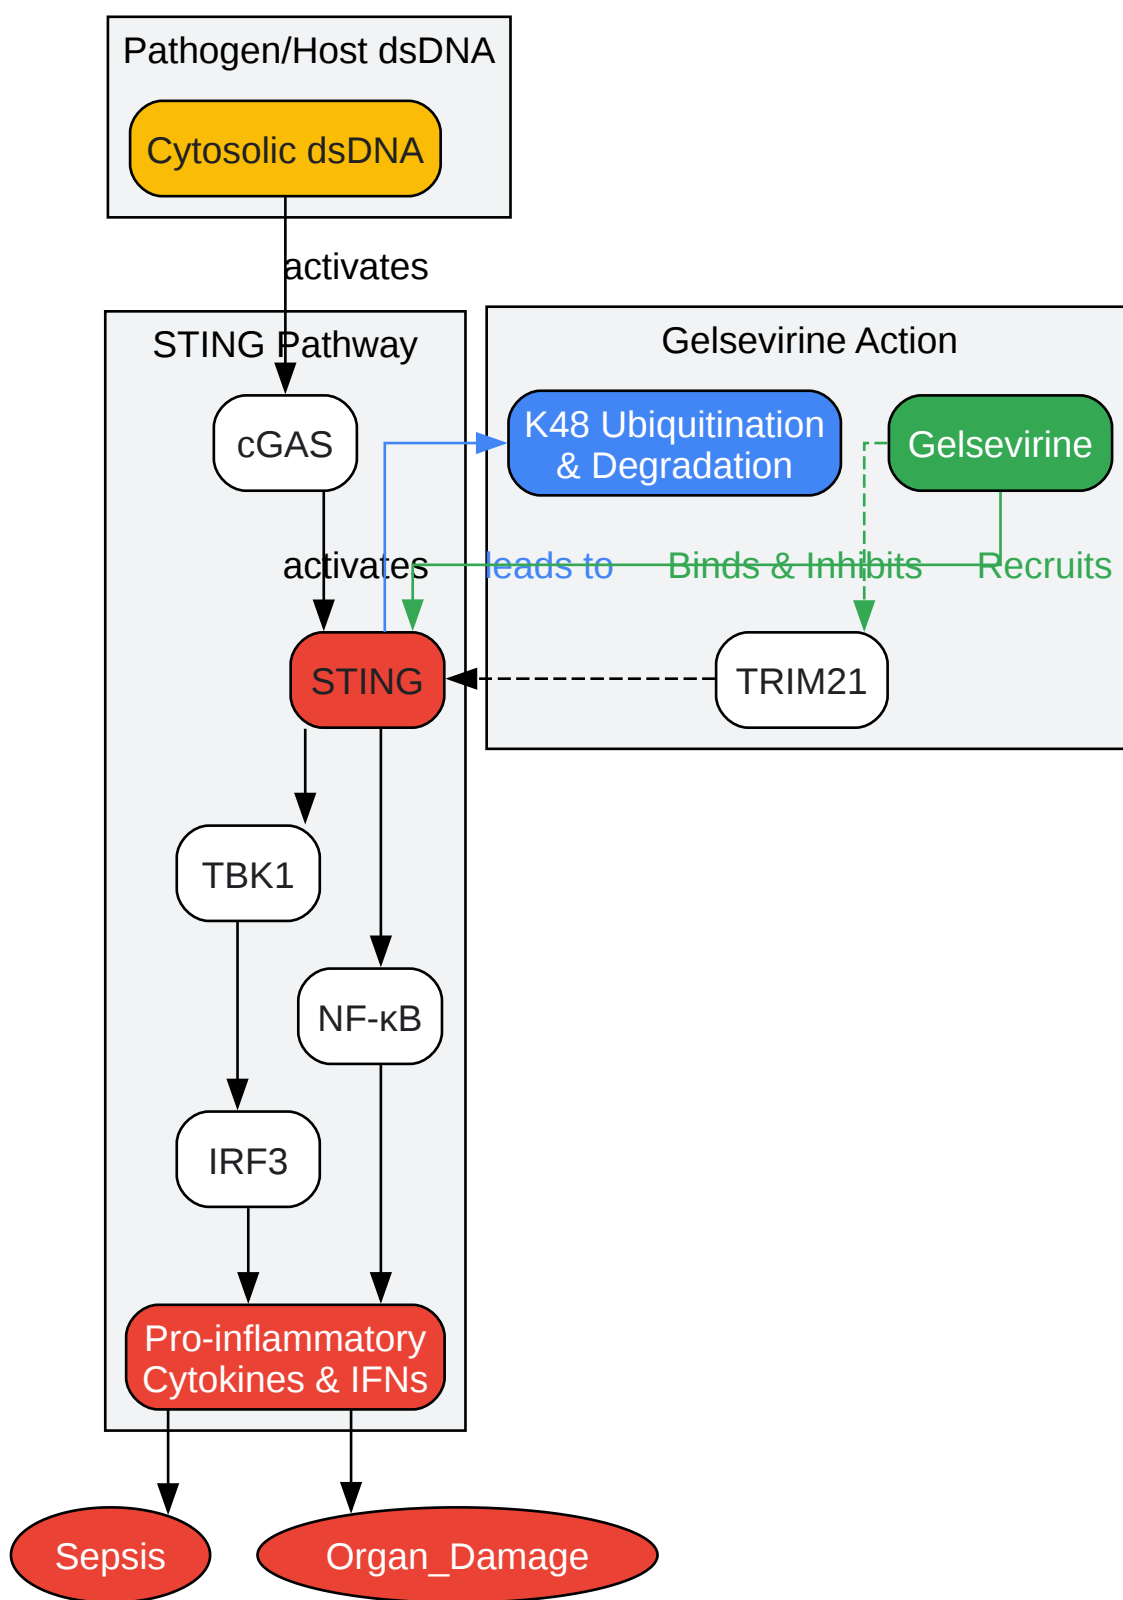 Pathogen/Host dsDNA
Cytosolic dsDNA
activates
STING Pathway
Gelsevirine Action
cGAS
K48 Ubiquitination
& Degradation
Gelsevirine
activates
leads to
Binds & Inhibits
Recruits
STING
TRIM21
TBK1
NF-κB
IRF3
Pro-inflammatory
Cytokines & IFNs
Sepsis
Organ_Damage